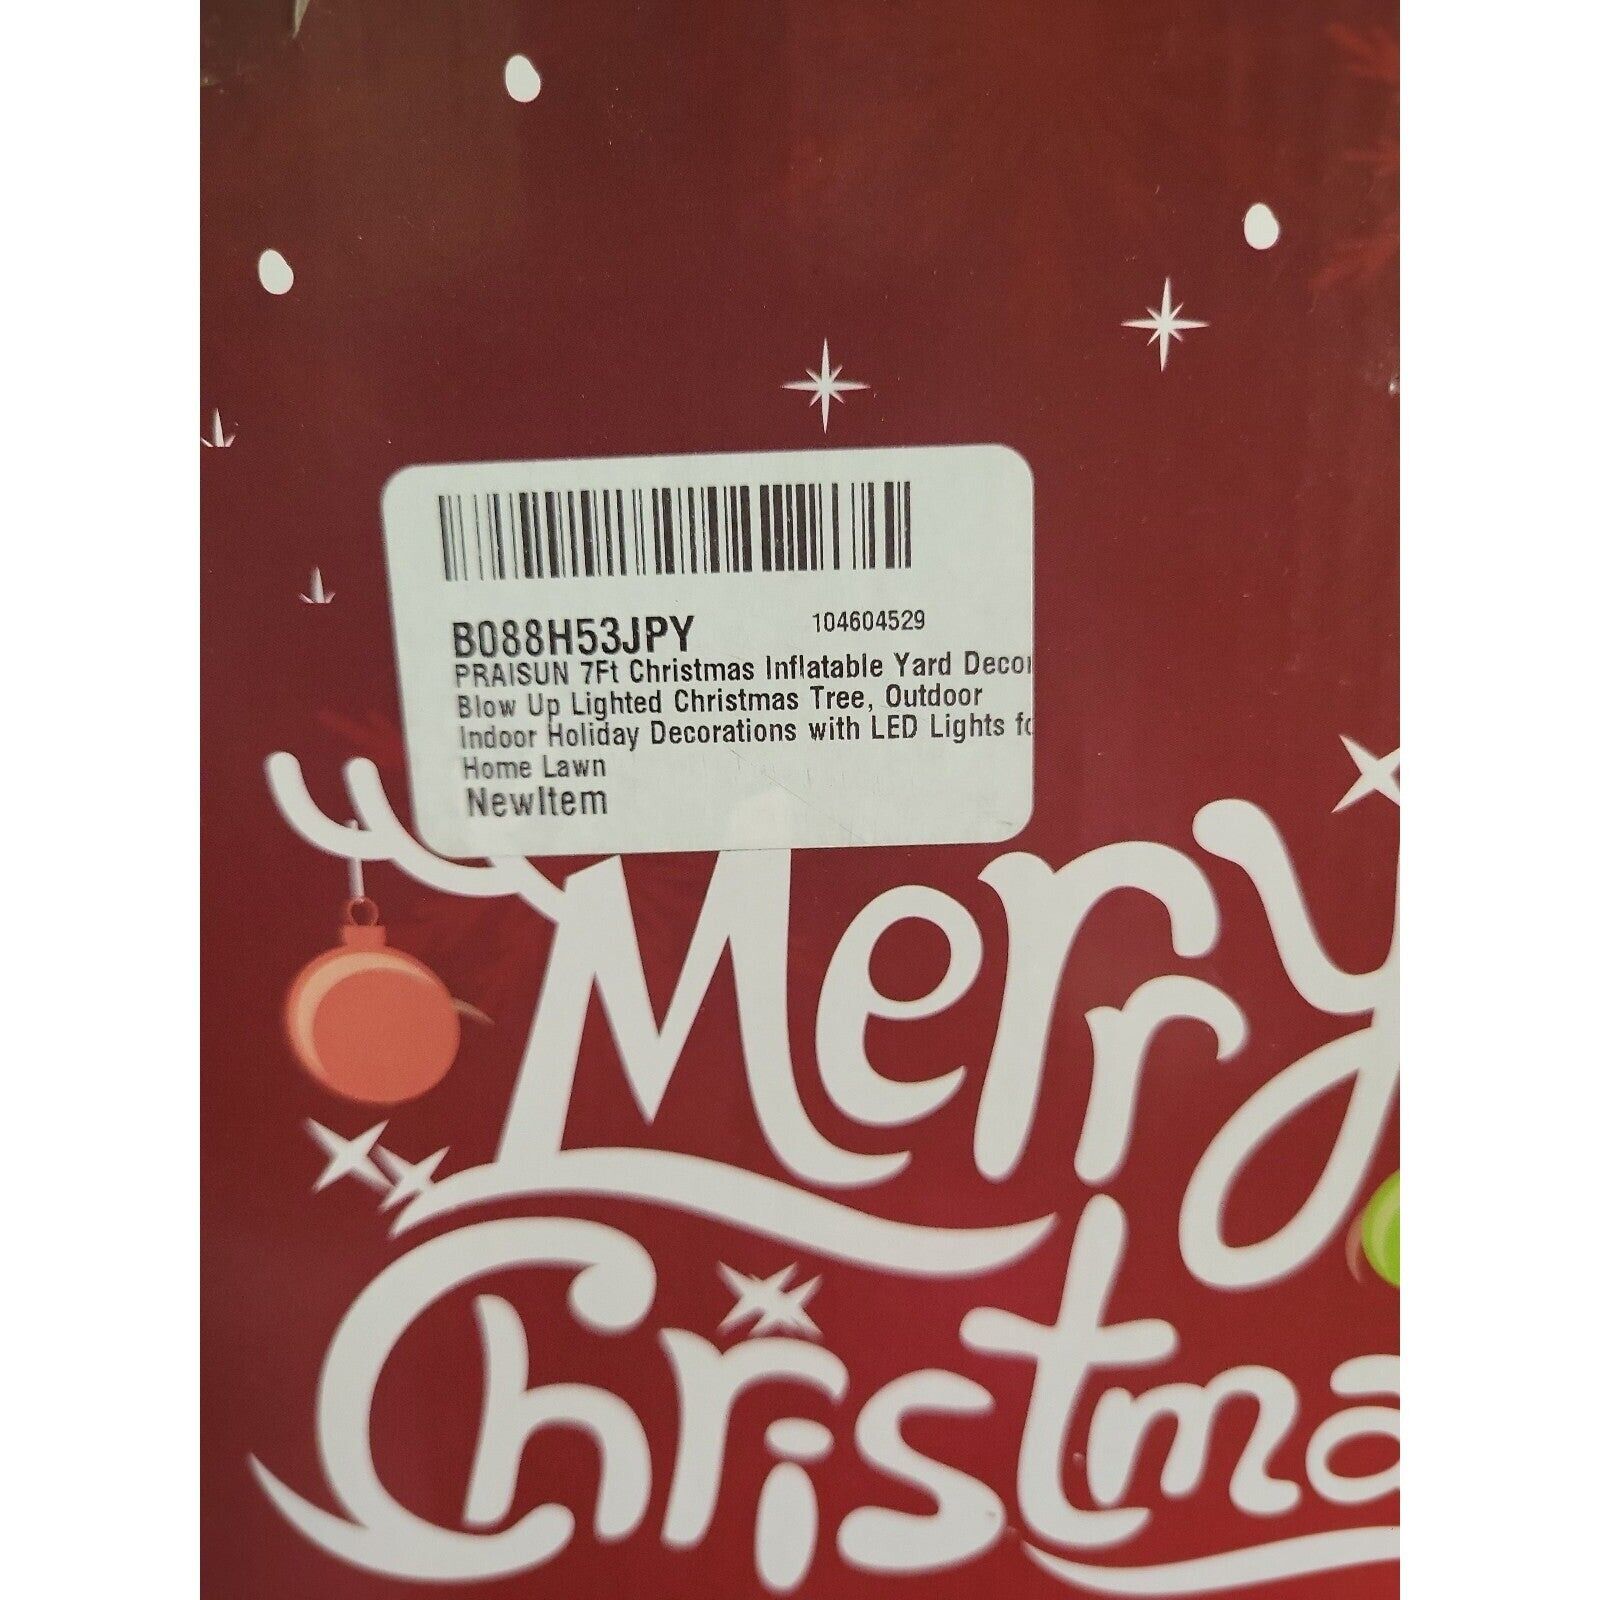 B088H53JPY 104604529
PRAISUN 7Ft Christmas Inflatable Yard Decor
Blow Up Lighted Christmas Tree, Outdoor
Indoor Holiday Decorations with LED Lights fo
Home Lawn
NewItem
Merry
Christma